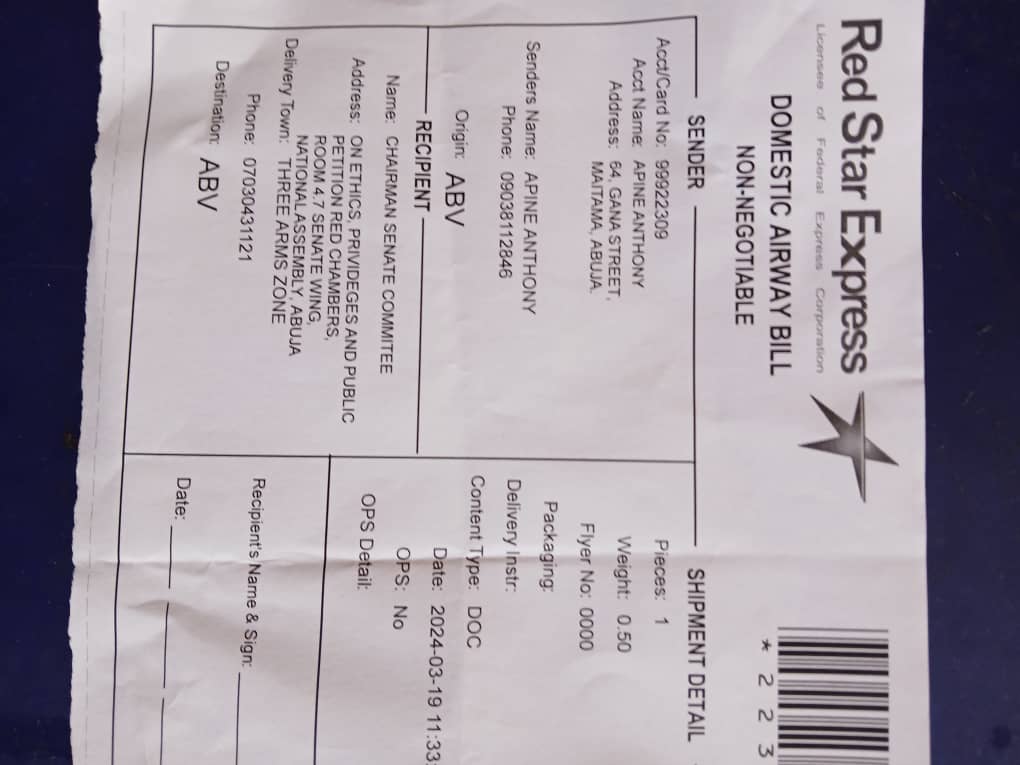 Red Star Express
Licensee of Federal Express Corporation
DOMESTIC AIRWAY BILL
NON-NEGOTIABLE
* 2 2 3
SENDER
Acct/Card No: 99922309
Acct Name: APINE ANTHONY
Address: 64, GANA STREET,
MAITAMA, ABUJA.
Senders Name: APINE ANTHONY
Phone: 09038112846
Origin: ABV
RECIPIENT
Name: CHAIRMAN SENATE COMMITEE
Address: ON ETHICS, PRIVIDEGES AND PUBLIC
PETITION RED CHAMBERS,
ROOM 4.7 SENATE WING,
NATIONAL ASSEMBLY, ABUJA
Delivery Town: THREE ARMS ZONE
Phone: 07030431121
Destination: ABV
SHIPMENT DETAIL
Pieces: 1
Weight: 0.50
Flyer No: 0000
Packaging:
Delivery Instr:
Content Type: DOC
Date: 2024-03-19 11:33:
OPS: No
OPS Detail:
Recipient's Name & Sign:
Date: